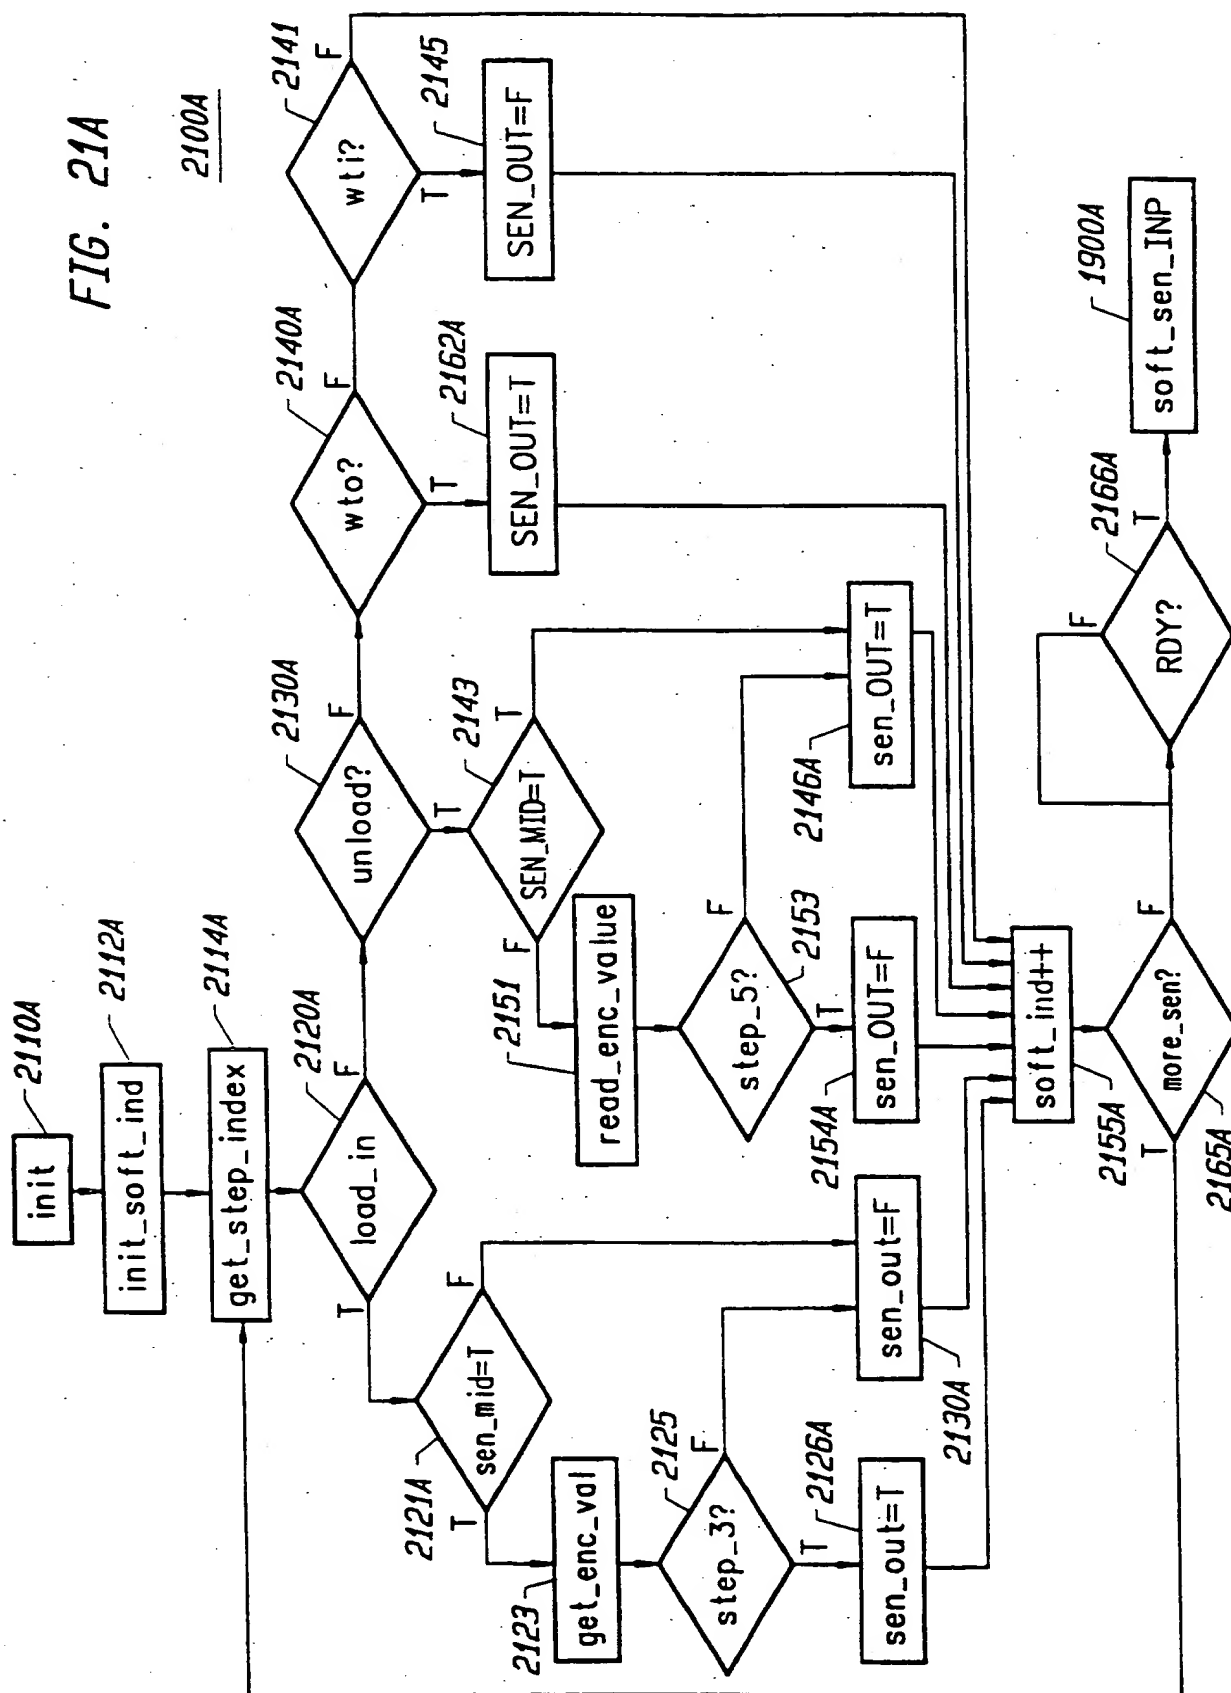 FIG. 21A
2100A
init
2110A
init_soft_ind
2112A
get_step_index
2114A
load_in
2120A
T
F
unload?
2130A
T
F
wto?
2140A
T
F
wti?
2141
T
F
sen_mid=T
2121A
T
F
get_enc_val
2123
step_3?
2125
T
F
sen_out=T
2126A
sen_out=F
2130A
SEN_MID=T
2143
T
F
read_enc_value
2151
step_5?
2153
T
F
sen_OUT=F
2154A
sen_OUT=T
2146A
SEN_OUT=T
2162A
SEN_OUT=F
2145
soft_ind++
2155A
more_sen?
2165A
T
F
RDY?
2166A
F
T
soft_sen_INP
1900A